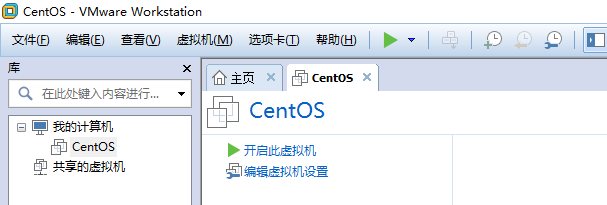 CentOS - VMware Workstation
文件(F) 编辑(E) 查看(V) 虚拟机(M) 选项卡(T) 帮助(H)
库
在此处键入内容进行...
我的计算机
CentOS
共享的虚拟机
主页 CentOS
CentOS
开启此虚拟机
编辑虚拟机设置